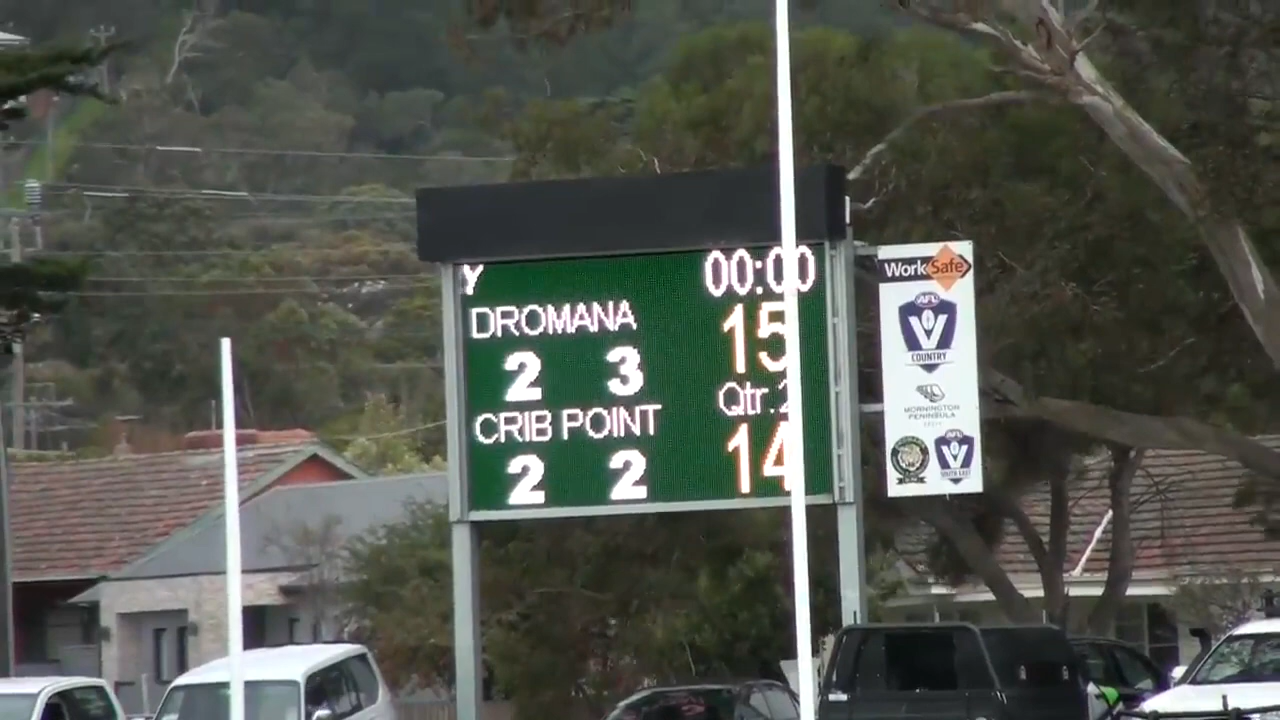 Y 00:00
DROMANA 15
2 3
Qtr.2
CRIB POINT 14
2 2
WorkSafe
AFL
V
COUNTRY
MORNINGTON
PENINSULA
AFL
V
SOUTH EAST